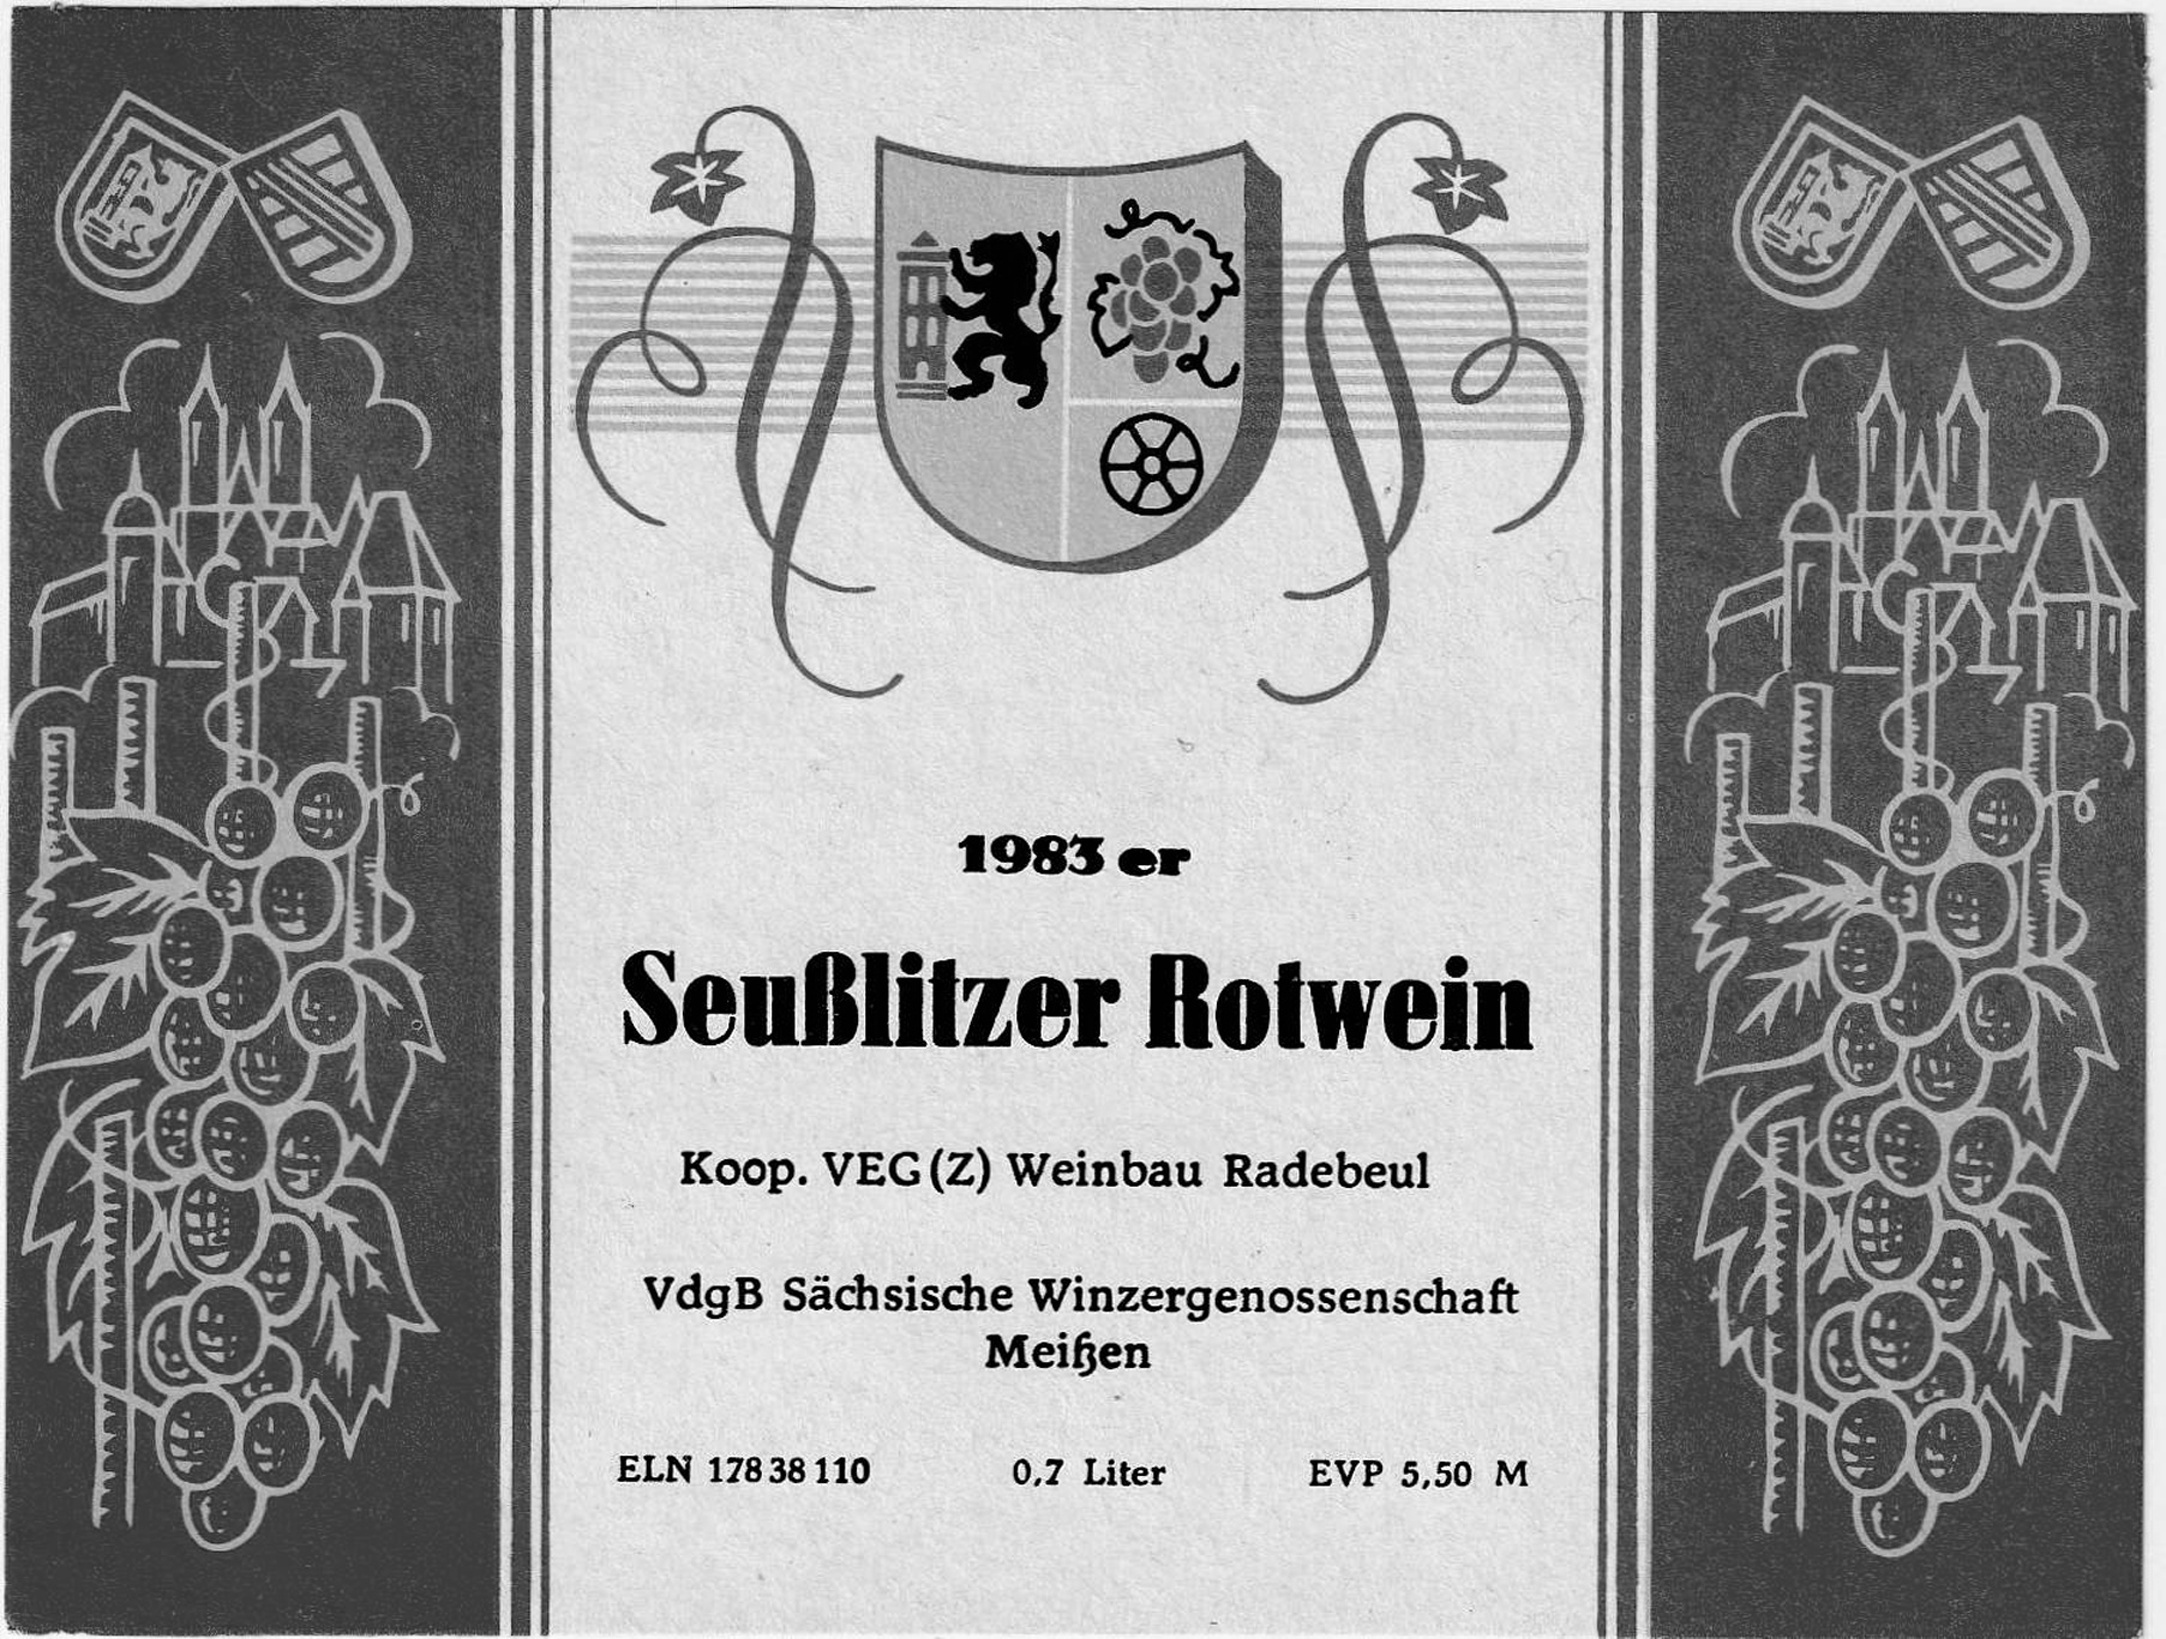 1983 er
Seußlitzer Rotwein
Koop. VEG (Z) Weinbau Radebeul
VdgB Sächsische Winzergenossenschaft
Meißen
ELN 178 38 110 0,7 Liter EVP 5,50 M